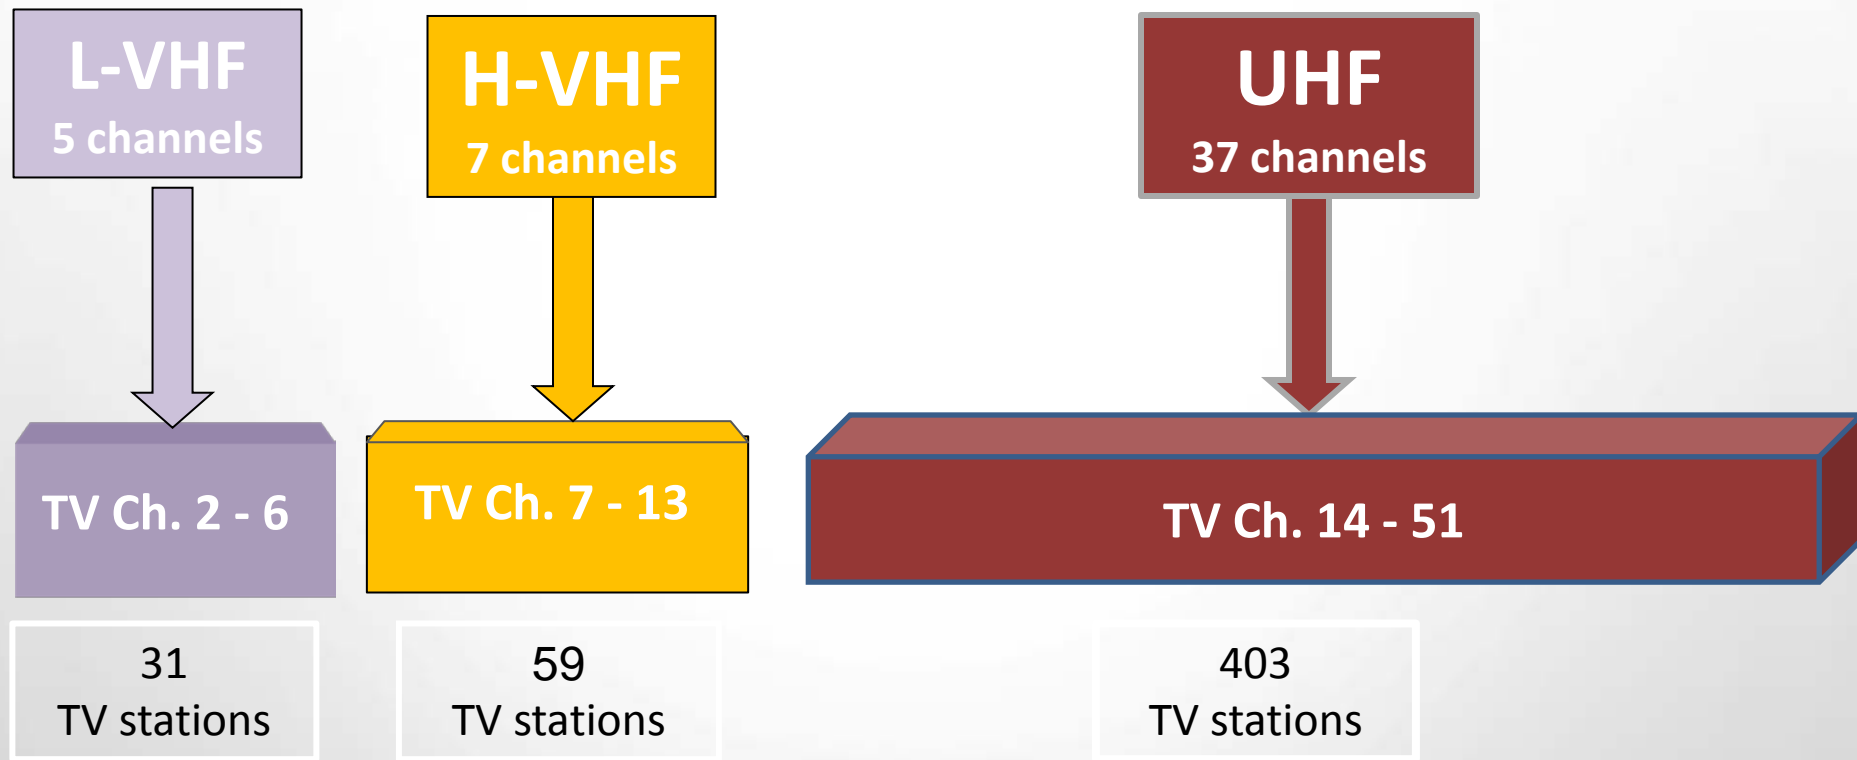 L-VHF
5 channels
H-VHF
7 channels
UHF
37 channels
TV Ch. 2 - 6
TV Ch. 7 - 13
TV Ch. 14 - 51
31
TV stations
59
TV stations
403
TV stations